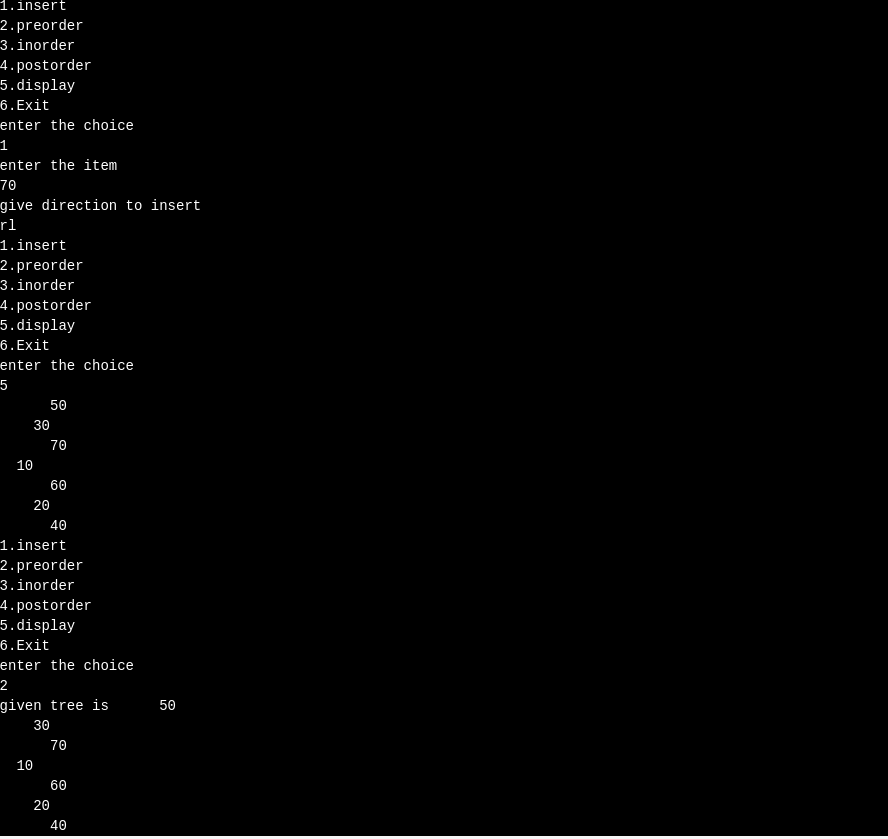 1.insert
2.preorder
3.inorder
4.postorder
5.display
6.Exit
enter the choice
1
enter the item
70
give direction to insert
rl
1.insert
2.preorder
3.inorder
4.postorder
5.display
6.Exit
enter the choice
5
      50
    30
      70
  10
      60
    20
      40
1.insert
2.preorder
3.inorder
4.postorder
5.display
6.Exit
enter the choice
2
given tree is      50
    30
      70
  10
      60
    20
      40